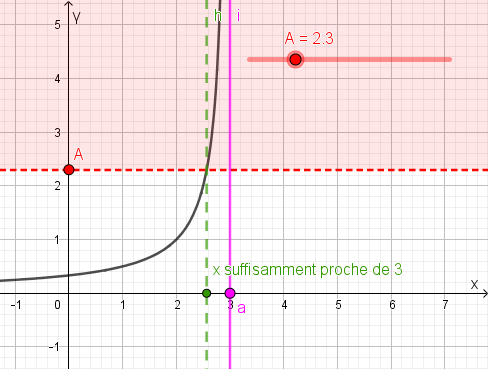 y
h
i
5
A = 2.3
4
3
A
2
1
x suffisamment proche de 3
x
-1 0 1 2 3 4 5 6 7
a
-1